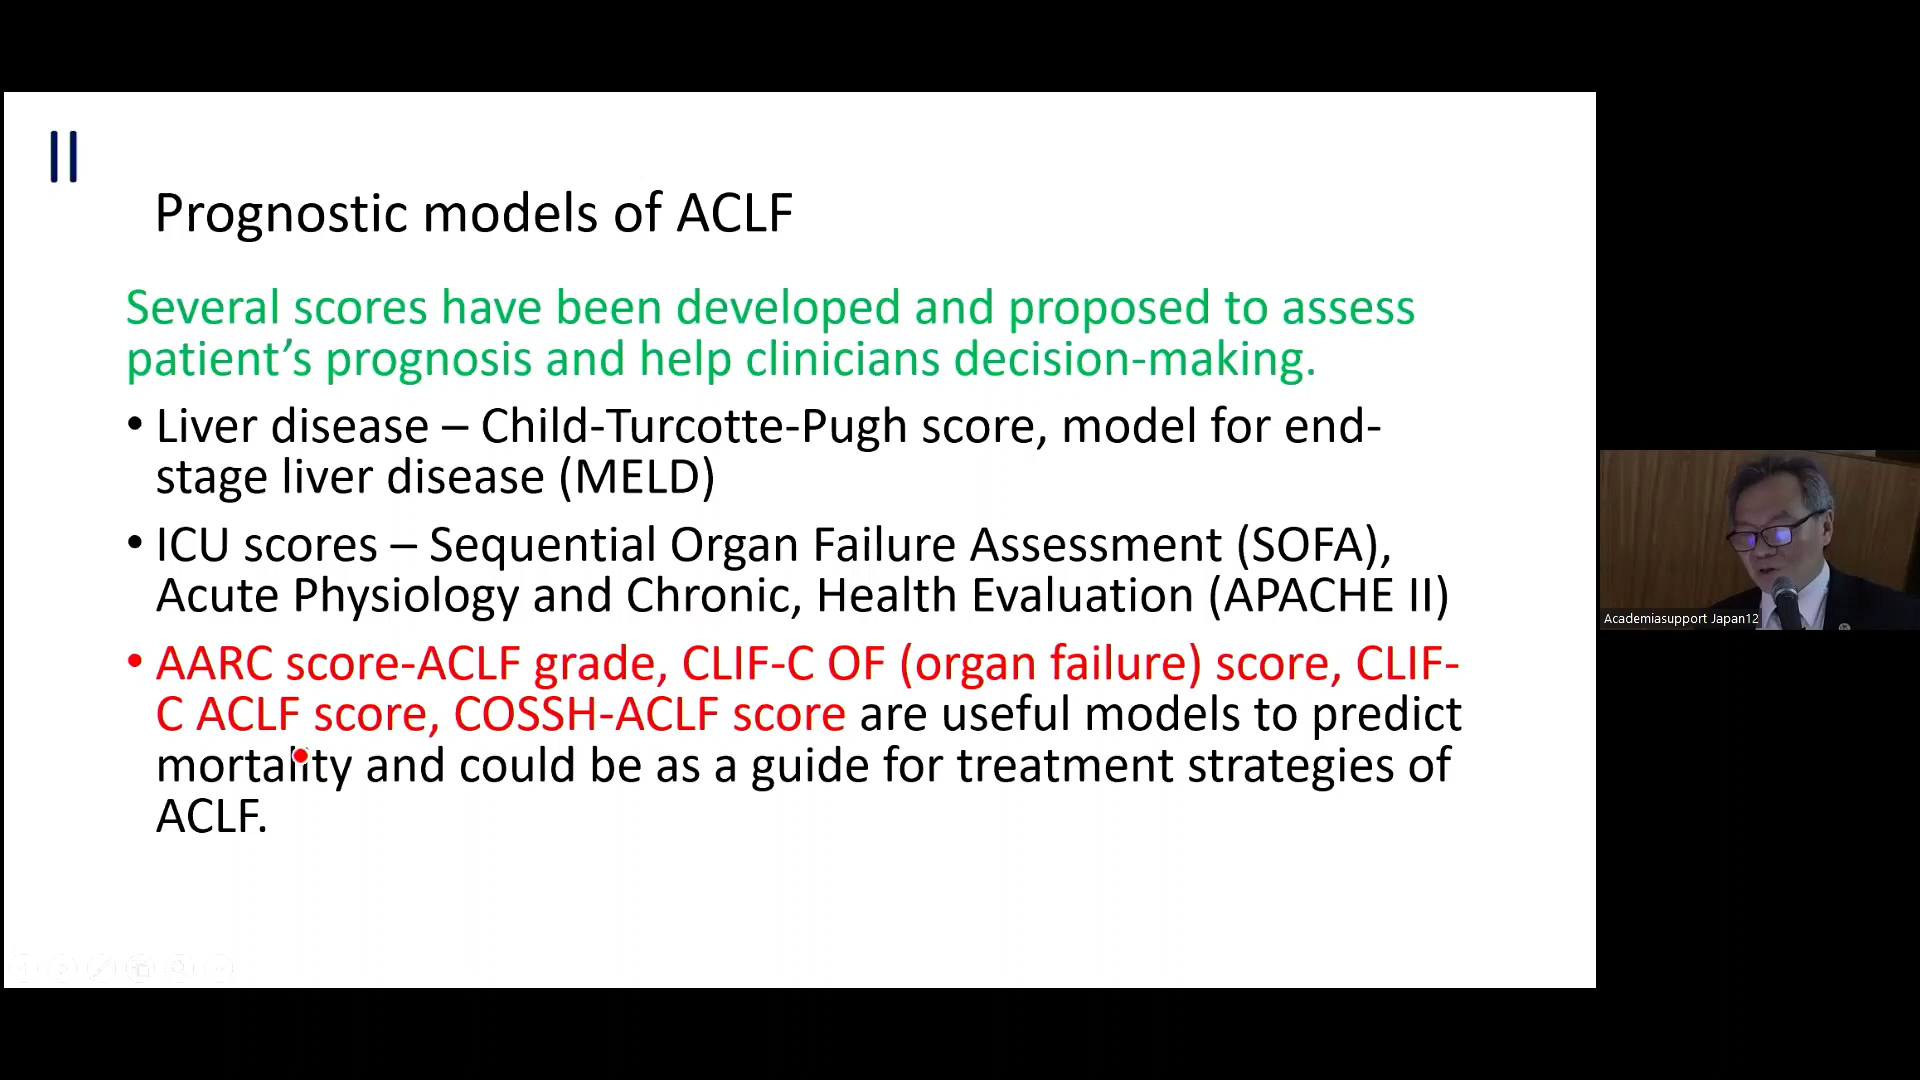 II
Prognostic models of ACLF
Several scores have been developed and proposed to assess
patient’s prognosis and help clinicians decision-making.
• Liver disease – Child-Turcotte-Pugh score, model for end-
stage liver disease (MELD)
• ICU scores – Sequential Organ Failure Assessment (SOFA),
Acute Physiology and Chronic, Health Evaluation (APACHE II)
• AARC score-ACLF grade, CLIF-C OF (organ failure) score, CLIF-
C ACLF score, COSSH-ACLF score are useful models to predict
mortality and could be as a guide for treatment strategies of
ACLF.
Academiasupport Japan12